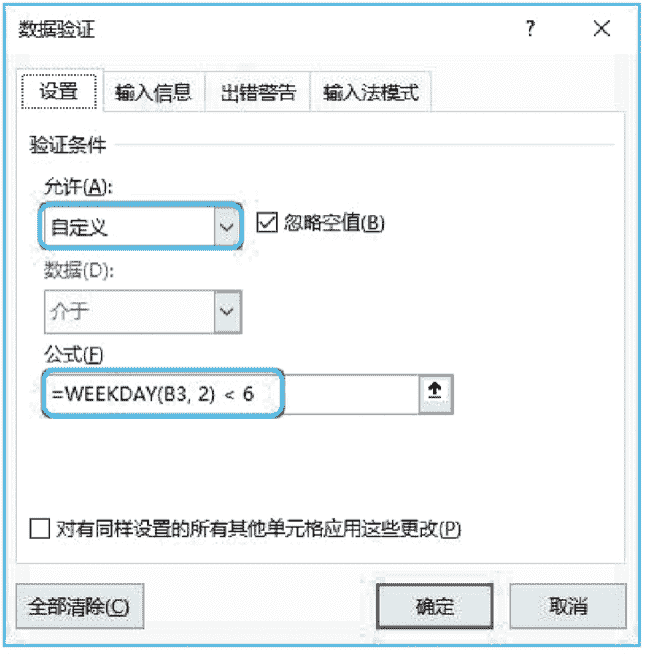 数据验证
?
设置 输入信息 出错警告 输入法模式
验证条件
允许(A):
自定义 忽略空值(B)
数据(D):
介于
公式(F)
=WEEKDAY(B3, 2) < 6
对有同样设置的所有其他单元格应用这些更改(P)
全部清除(C) 确定 取消